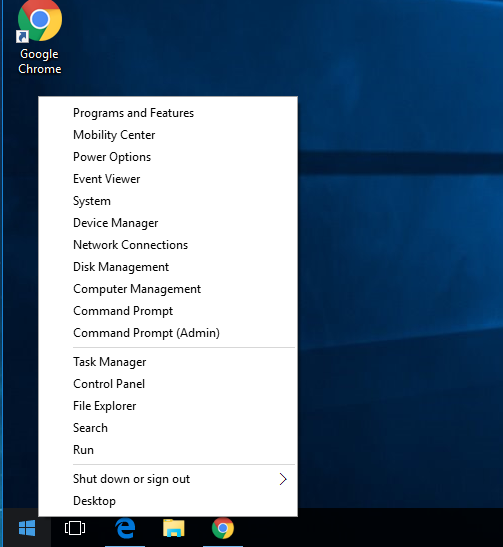 Google
Chrome
Programs and Features
Mobility Center
Power Options
Event Viewer
System
Device Manager
Network Connections
Disk Management
Computer Management
Command Prompt
Command Prompt (Admin)
Task Manager
Control Panel
File Explorer
Search
Run
Shut down or sign out
Desktop